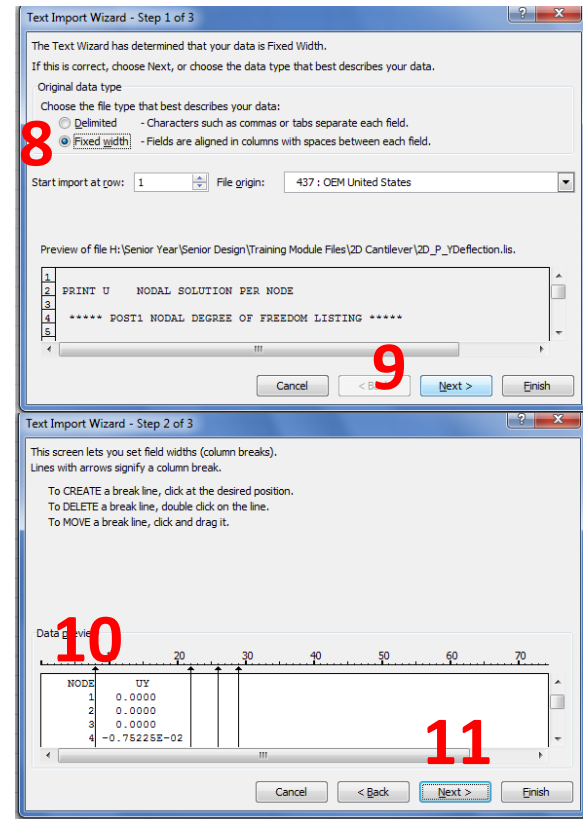 Text Import Wizard - Step 1 of 3
The Text Wizard has determined that your data is Fixed Width.
If this is correct, choose Next, or choose the data type that best describes your data.
Original data type
Choose the file type that best describes your data:
Delimited - Characters such as commas or tabs separate each field.
8
Fixed width - Fields are aligned in columns with spaces between each field.
Start import at row: 1 File origin: 437 : OEM United States
Preview of file H:\Senior Year\Senior Design\Training Module Files\2D Cantilever\2D_P_YDeflection.lis.
1
2 PRINT U NODAL SOLUTION PER NODE
3
4 ***** POST1 NODAL DEGREE OF FREEDOM LISTING *****
5
9
Cancel < Next > Finish
Text Import Wizard - Step 2 of 3
This screen lets you set field widths (column breaks).
Lines with arrows signify a column break.
To CREATE a break line, click at the desired position.
To DELETE a break line, double click on the line.
To MOVE a break line, click and drag it.
Data
10
20 30 40 50 60 70
NODE UY
1 0.0000
2 0.0000
3 0.0000
4 -0.75225E-02
11
Cancel < Back Next > Finish